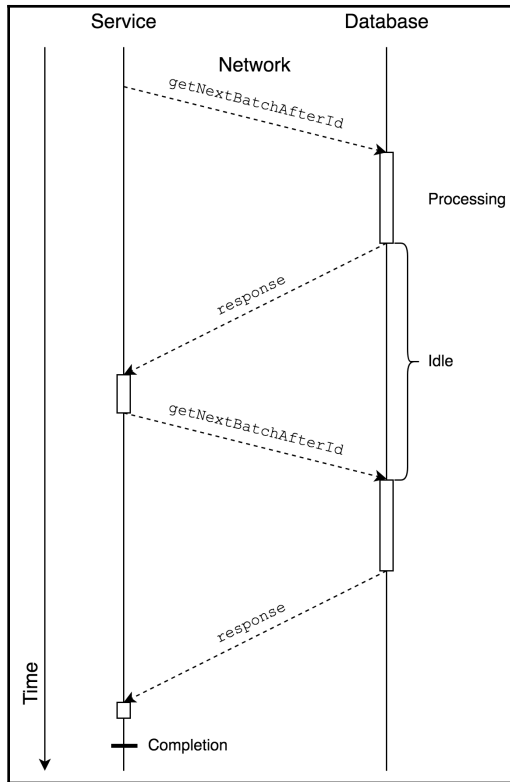 Service
Database
Network
getNextBatchAfterId
Processing
response
Idle
getNextBatchAfterId
response
Time
Completion